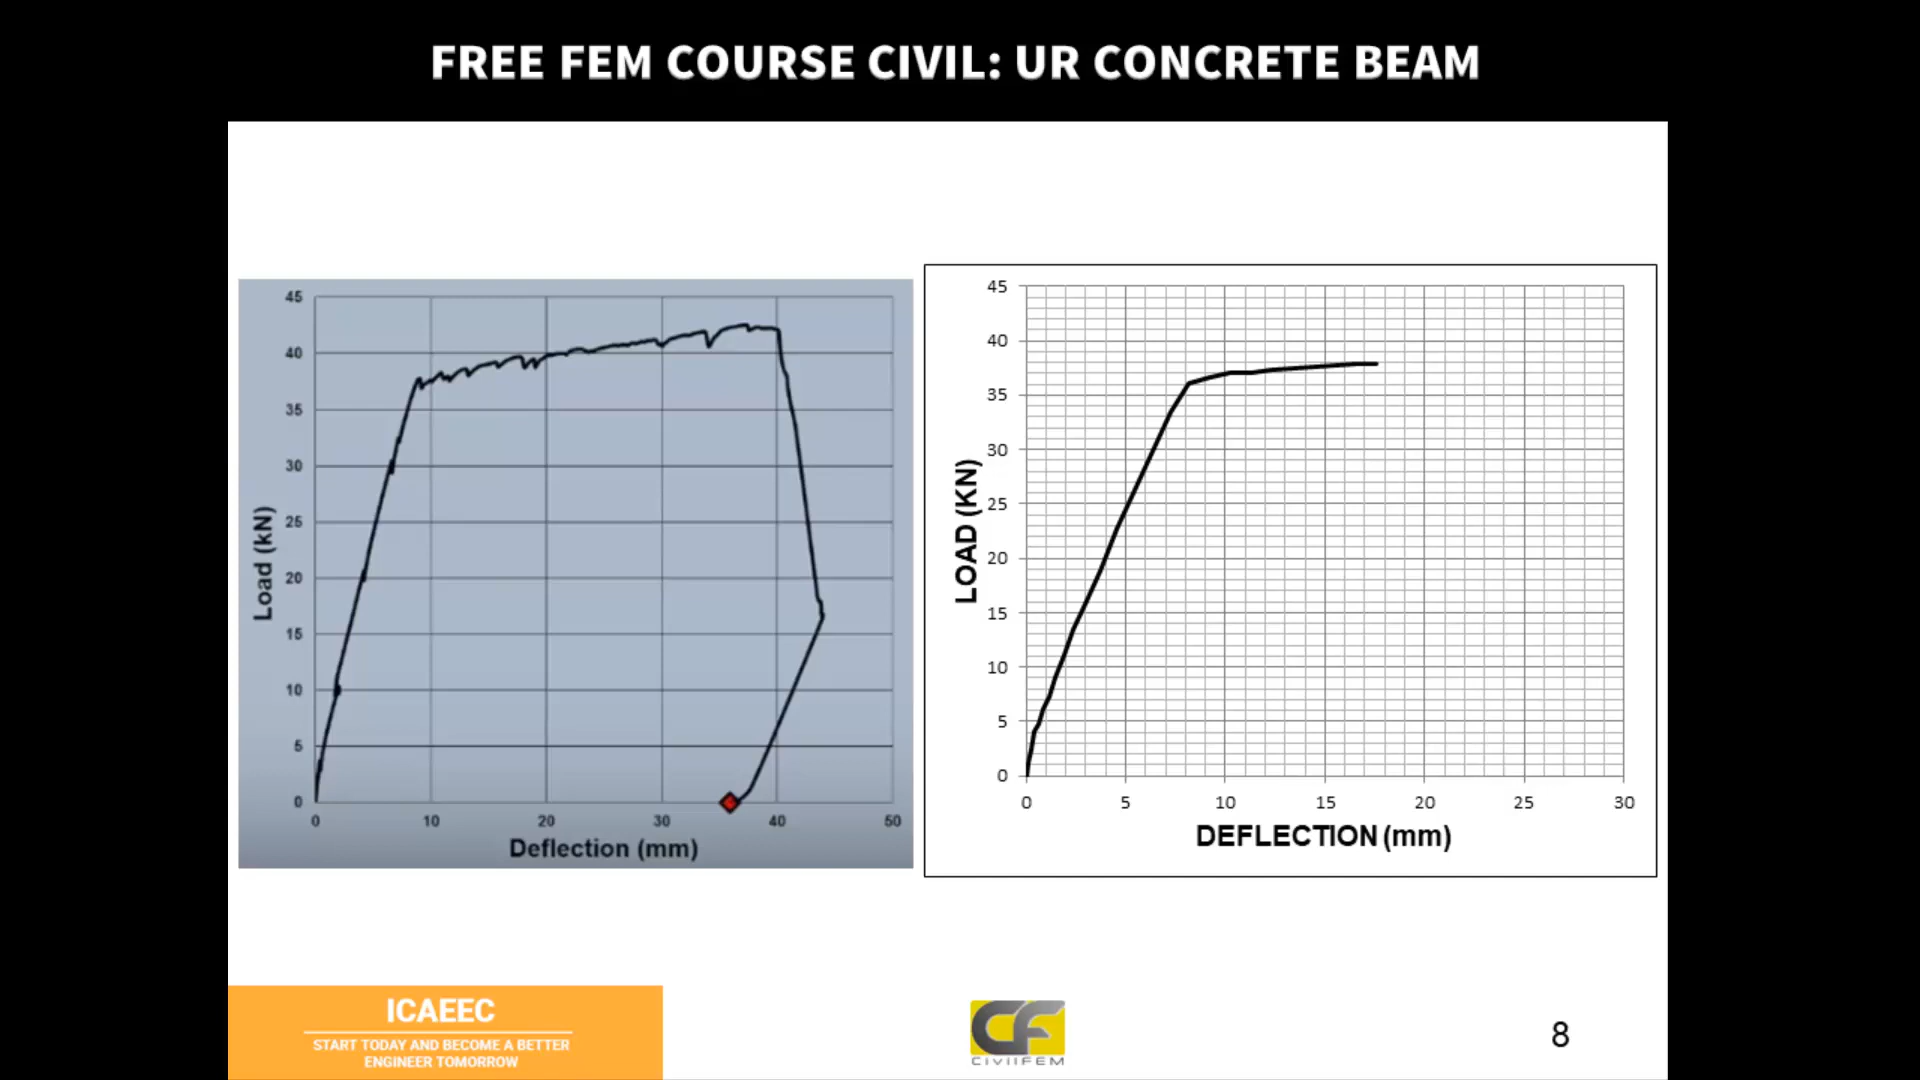 FREE FEM COURSE CIVIL: UR CONCRETE BEAM
45
40
35
30
25
20
15
10
5
0
Load (kN)
0 10 20 30 40 50
Deflection (mm)
45
40
35
30
25
20
15
10
5
0
LOAD (KN)
0 5 10 15 20 25 30
DEFLECTION (mm)
ICAEEC
START TODAY AND BECOME A BETTER
ENGINEER TOMORROW
CF
CIVILFEM
8